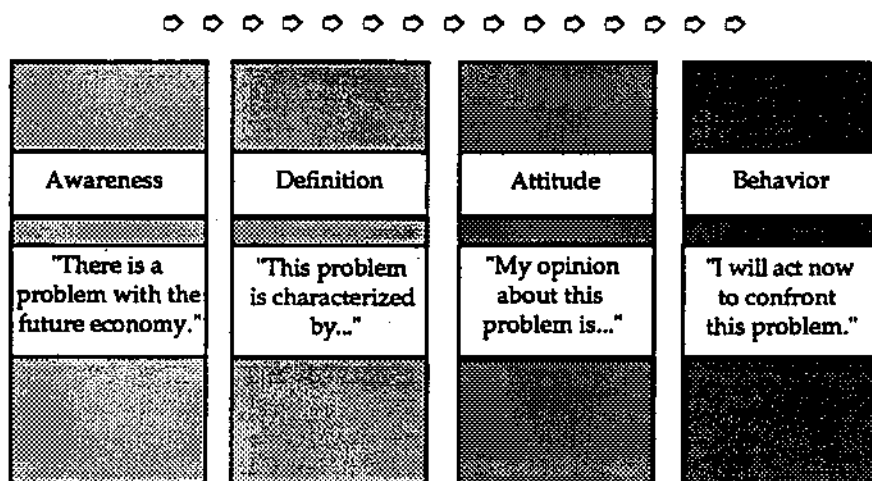 Awareness
Definition
Attitude
Behavior
"There is a
problem with the
future economy."
"This problem
is characterized
by..."
"My opinion
about this
problem is..."
"I will act now
to confront
this problem."